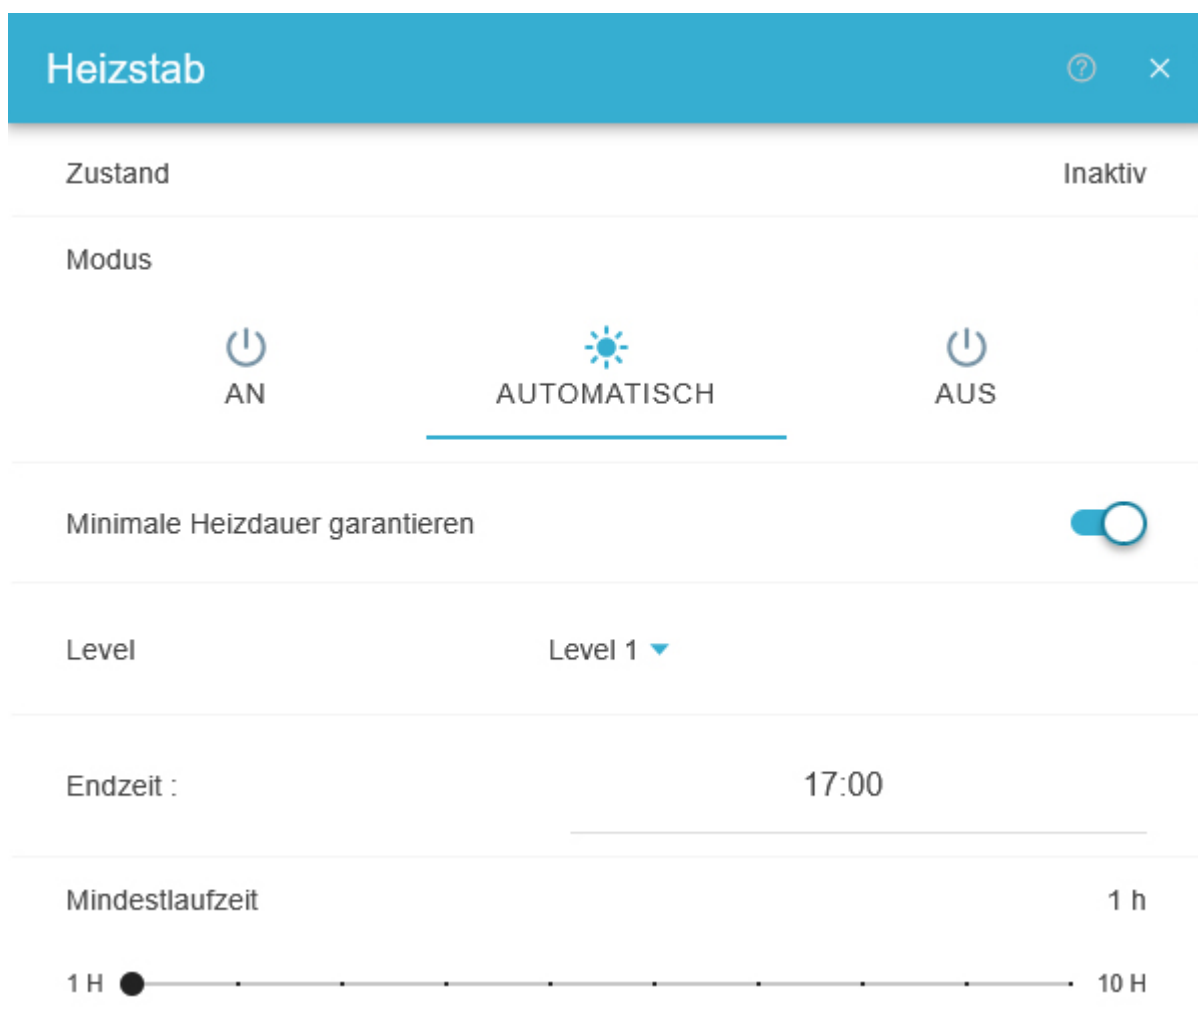 Heizstab
Zustand Inaktiv
Modus
AN AUTOMATISCH AUS
Minimale Heizdauer garantieren
Level Level 1
Endzeit : 17:00
Mindestlaufzeit 1 h
1 H 10 H